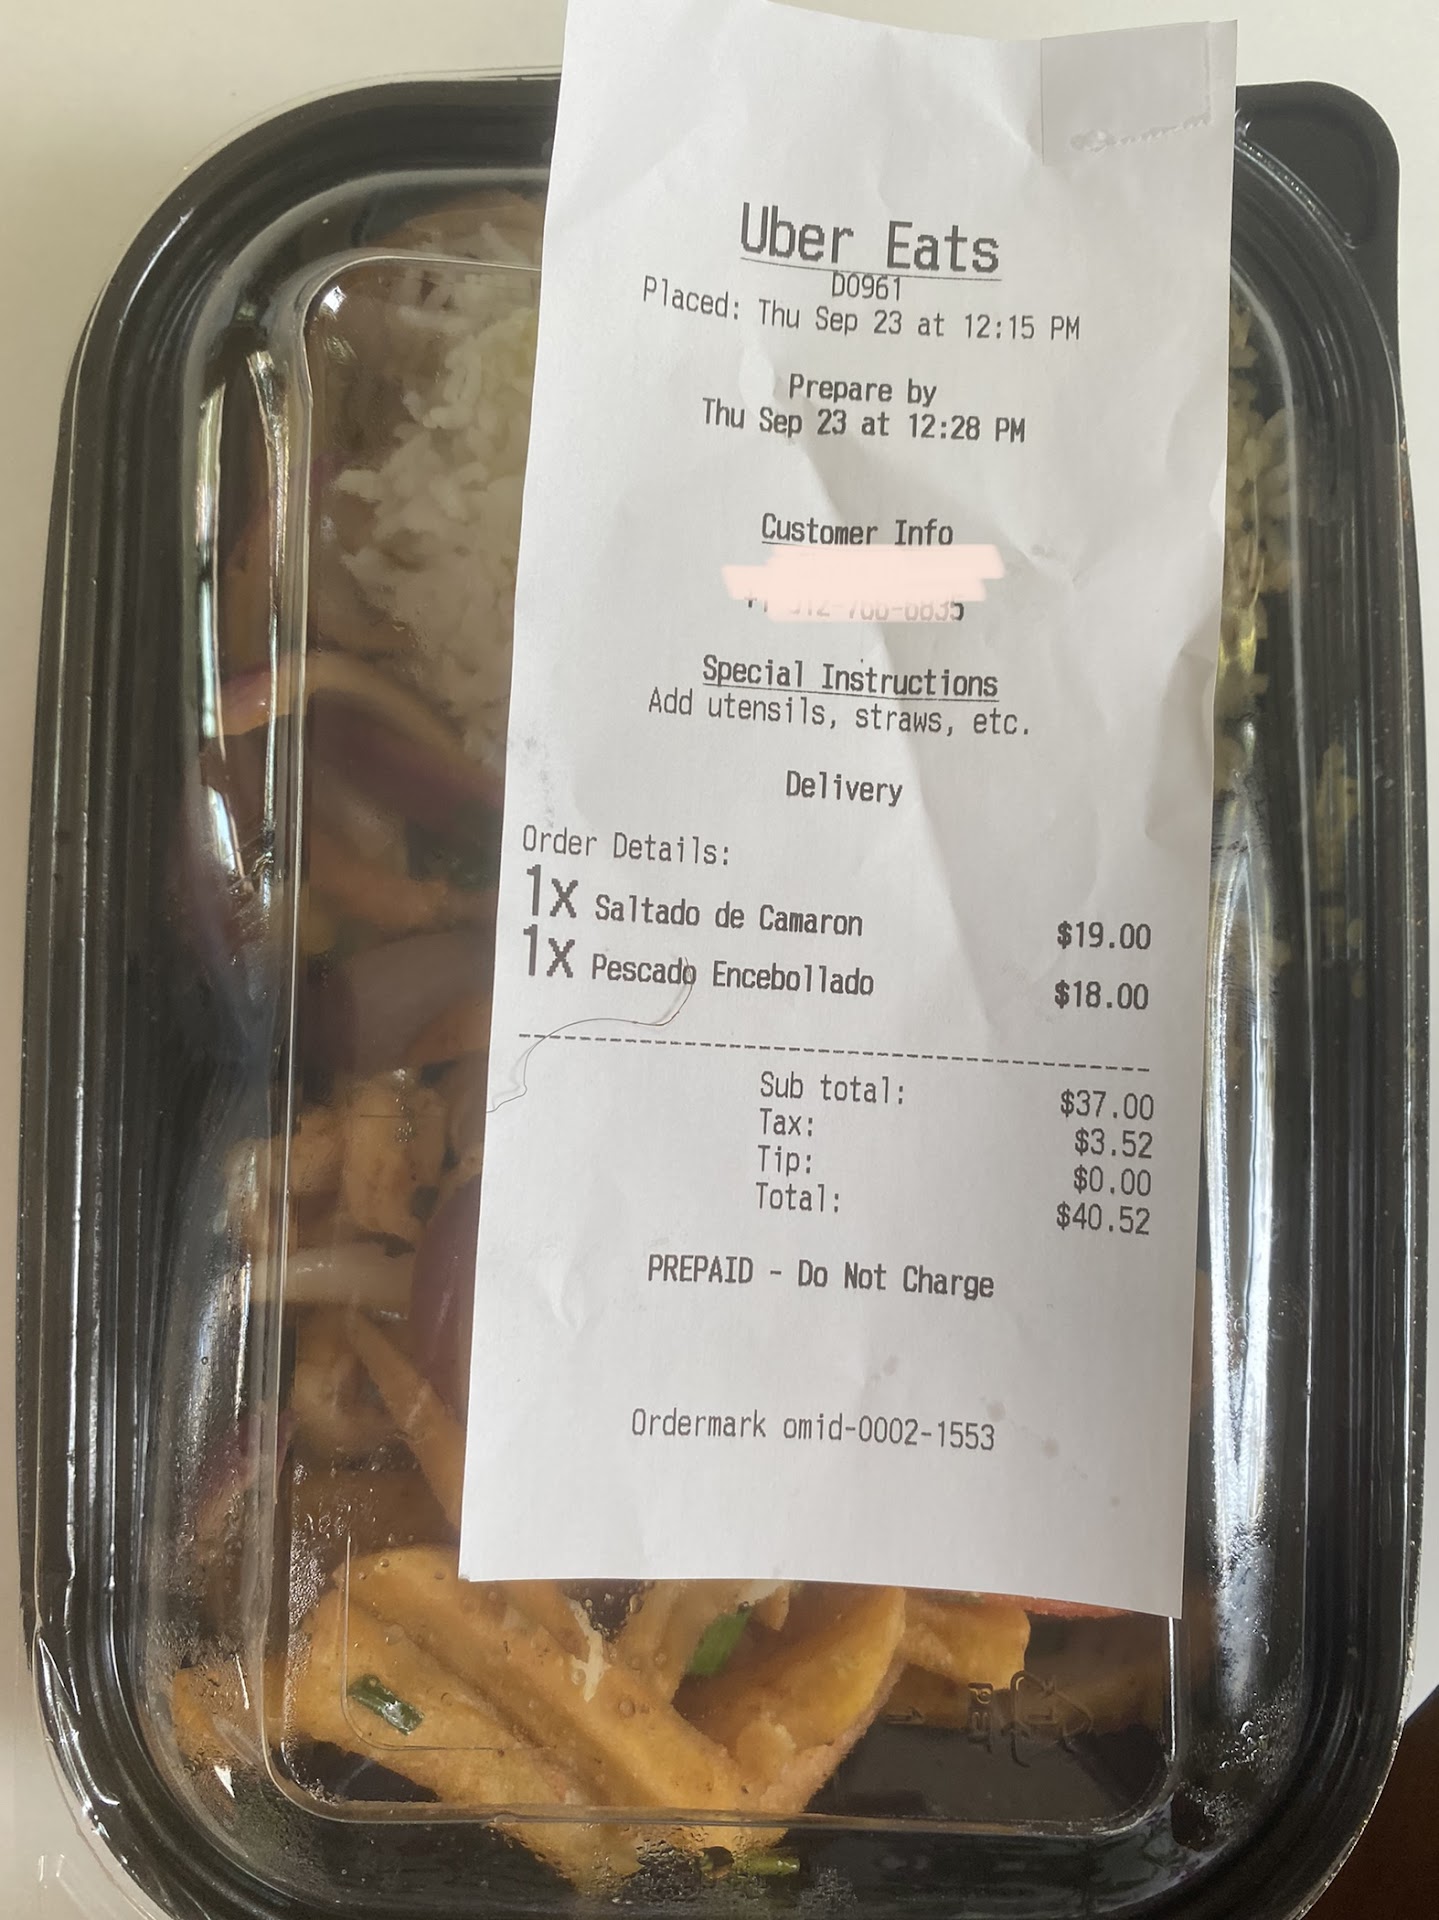 Uber Eats
D0961
Placed: Thu Sep 23 at 12:15 PM
Prepare by
Thu Sep 23 at 12:28 PM
Customer Info
Special Instructions
Add utensils, straws, etc.
Delivery
Order Details:
1x Saltado de Camaron $19.00
1x Pescado Encebollado $18.00
Sub total: $37.00
Tax: $3.52
Tip: $0.00
Total: $40.52
PREPAID - Do Not Charge
Ordermark omid-0002-1553